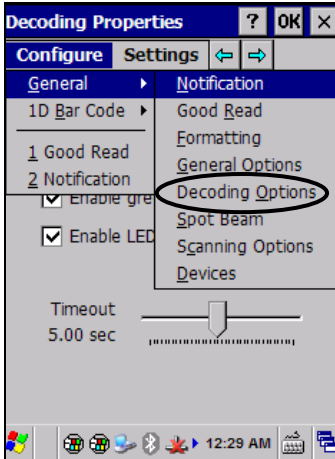 Decoding Properties ? OK ×
Configure Settings
General Notification
1D Bar Code Good Read
Formatting
1 Good Read General Options
2 Notification Decoding Options
Enable gre Spot Beam
Enable LED Scanning Options
Devices
Timeout
5.00 sec
12:29 AM